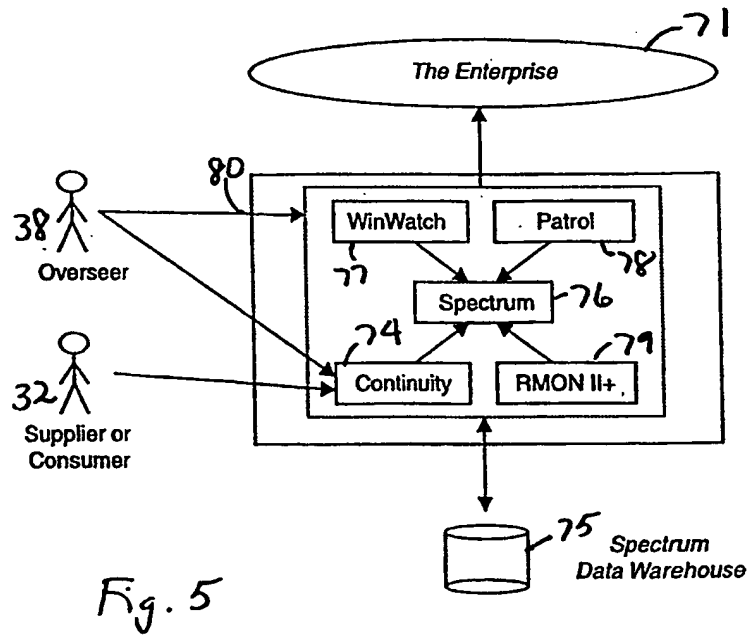 71
The Enterprise
80
38
Overseer
WinWatch
77
Patrol
78
Spectrum
76
74
Continuity
79
RMON II+
32
Supplier or
Consumer
75
Spectrum
Data Warehouse
Fig. 5